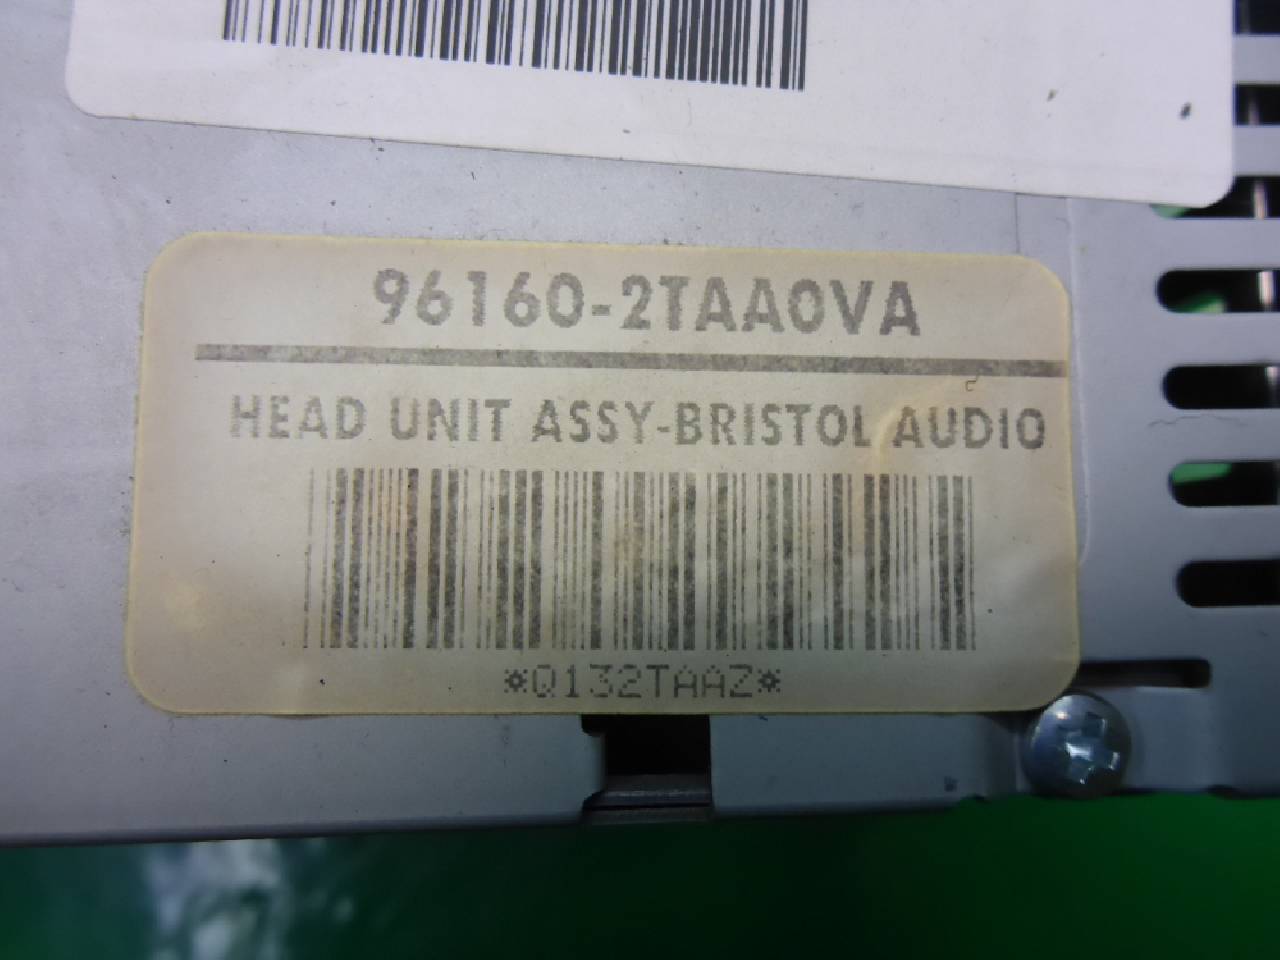 96160-2TAA0VA
HEAD UNIT ASSY-BRISTOL AUDIO
*Q132TAAZ*